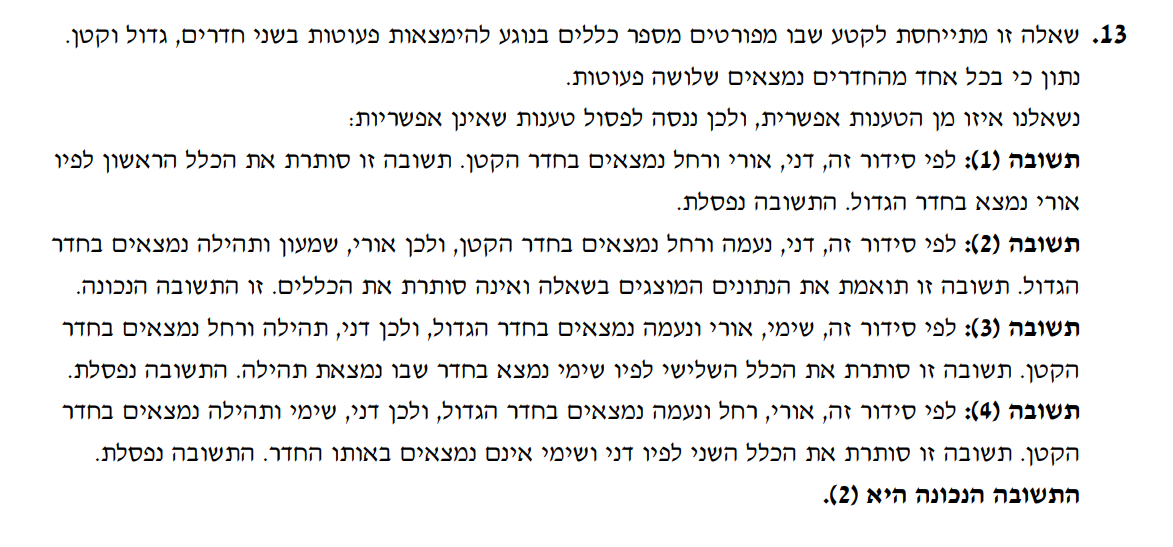 13. שאלה זו מתייחסת לקטע שבו מפורטים מספר כללים בנוגע להימצאות פעוטות בשני חדרים, גדול וקטן.
נתון כי בכל אחד מהחדרים נמצאים שלושה פעוטות.
נשאלנו איזו מן הטענות אפשרית, ולכן ננסה לפסול טענות שאינן אפשריות:
תשובה (1): לפי סידור זה, דני, אורי ורחל נמצאים בחדר הקטן. תשובה זו סותרת את הכלל הראשון לפיו
אורי נמצא בחדר הגדול. התשובה נפסלת.
תשובה (2): לפי סידור זה, דני, נעמה ורחל נמצאים בחדר הקטן, ולכן אורי, שמעון ותהילה נמצאים בחדר
הגדול. תשובה זו תואמת את הנתונים המוצגים בשאלה ואינה סותרת את הכללים. זו התשובה הנכונה.
תשובה (3): לפי סידור זה, שימי, אורי ונעמה נמצאים בחדר הגדול, ולכן דני, תהילה ורחל נמצאים בחדר
הקטן. תשובה זו סותרת את הכלל השלישי לפיו שימי נמצא בחדר שבו נמצאת תהילה. התשובה נפסלת.
תשובה (4): לפי סידור זה, אורי, רחל ונעמה נמצאים בחדר הגדול, ולכן דני, שימי ותהילה נמצאים בחדר
הקטן. תשובה זו סותרת את הכלל השני לפיו דני ושימי אינם נמצאים באותו החדר. התשובה נפסלת.
התשובה הנכונה היא (2).